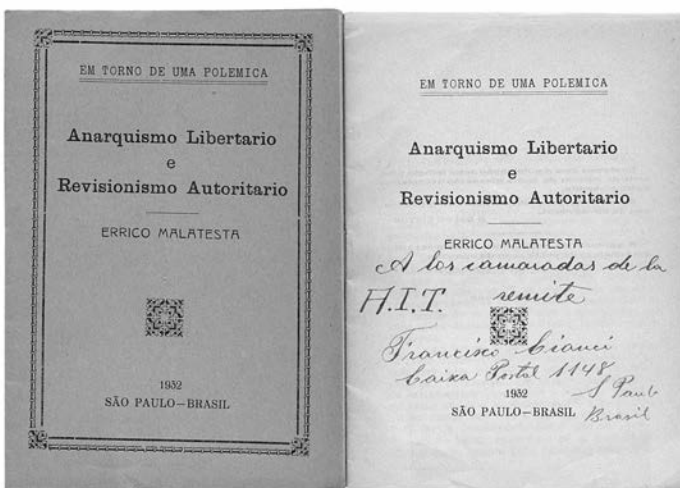 EM TORNO DE UMA POLEMICA
Anarquismo Libertario
e
Revisionismo Autoritario
ERRICO MALATESTA
1932
SÃO PAULO—BRASIL
EM TORNO DE UMA POLEMICA
Anarquismo Libertario
e
Revisionismo Autoritario
ERRICO MALATESTA
A los camaradas de la
A.I.T. remite
Francisco Cianci
Caixa Postal 1148
S Paulo
1932
SÃO PAULO—BRASIL
Brasil